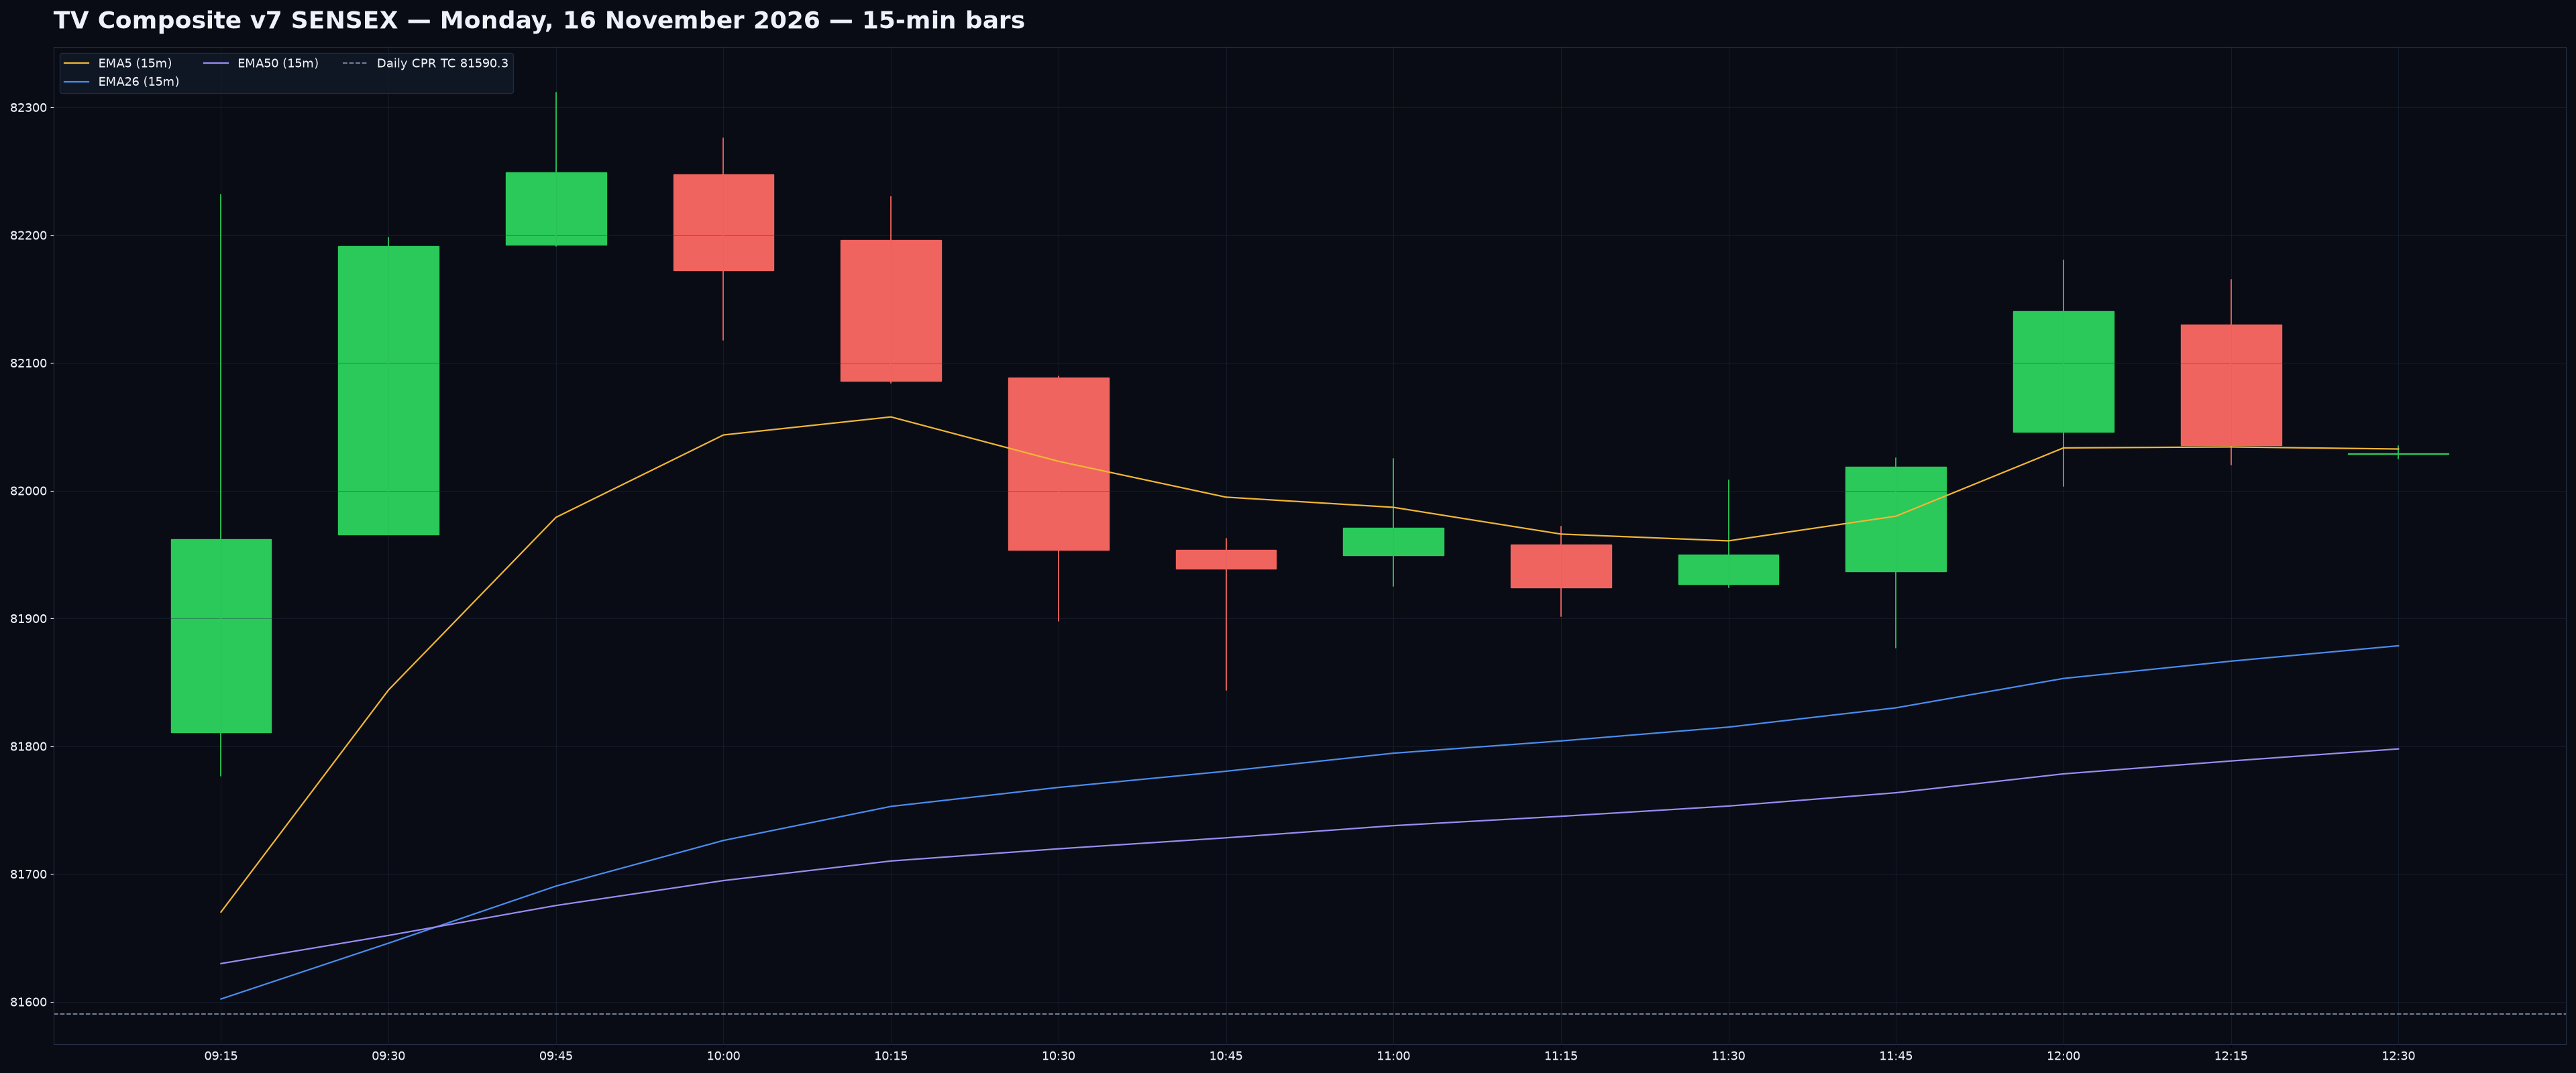 TV Composite v7 SENSEX — Monday, 16 November 2026 — 15-min bars
EMA5 (15m) EMA50 (15m) Daily CPR TC 81590.3
EMA26 (15m)
82300
82200
82100
82000
81900
81800
81700
81600
09:15 09:30 09:45 10:00 10:15 10:30 10:45 11:00 11:15 11:30 11:45 12:00 12:15 12:30